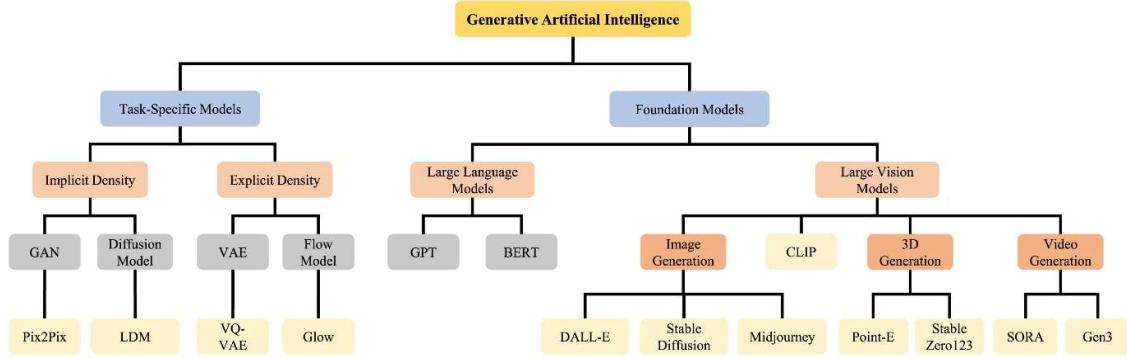 Generative Artificial Intelligence
Task-Specific Models
Foundation Models
Implicit Density
Explicit Density
Large Language
Models
Large Vision
Models
GAN
Diffusion
Model
VAE
Flow
Model
GPT
BERT
Image
Generation
CLIP
3D
Generation
Video
Generation
Pix2Pix
LDM
VQ-
VAE
Glow
DALL-E
Stable
Diffusion
Midjourney
Point-E
Stable
Zero123
SORA
Gen3